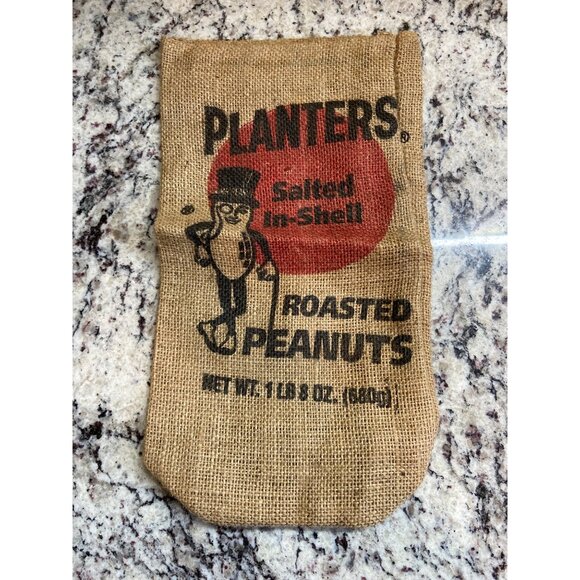 PLANTERS®
Salted
In-Shell
ROASTED
PEANUTS
NET WT. 1 LB 8 OZ. (680g)